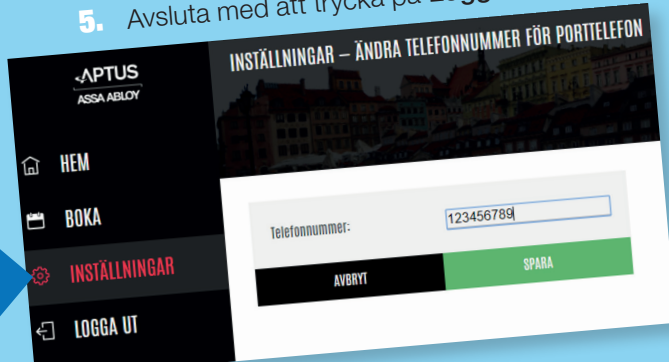 5. Avsluta med att trycka på
APTUS
ASSA ABLOY
HEM
BOKA
INSTÄLLNINGAR
LOGGA UT
INSTÄLLNINGAR – ÄNDRA TELEFONNUMMER FÖR PORTTELEFON
Telefonnummer:
123456789
AVBRYT
SPARA